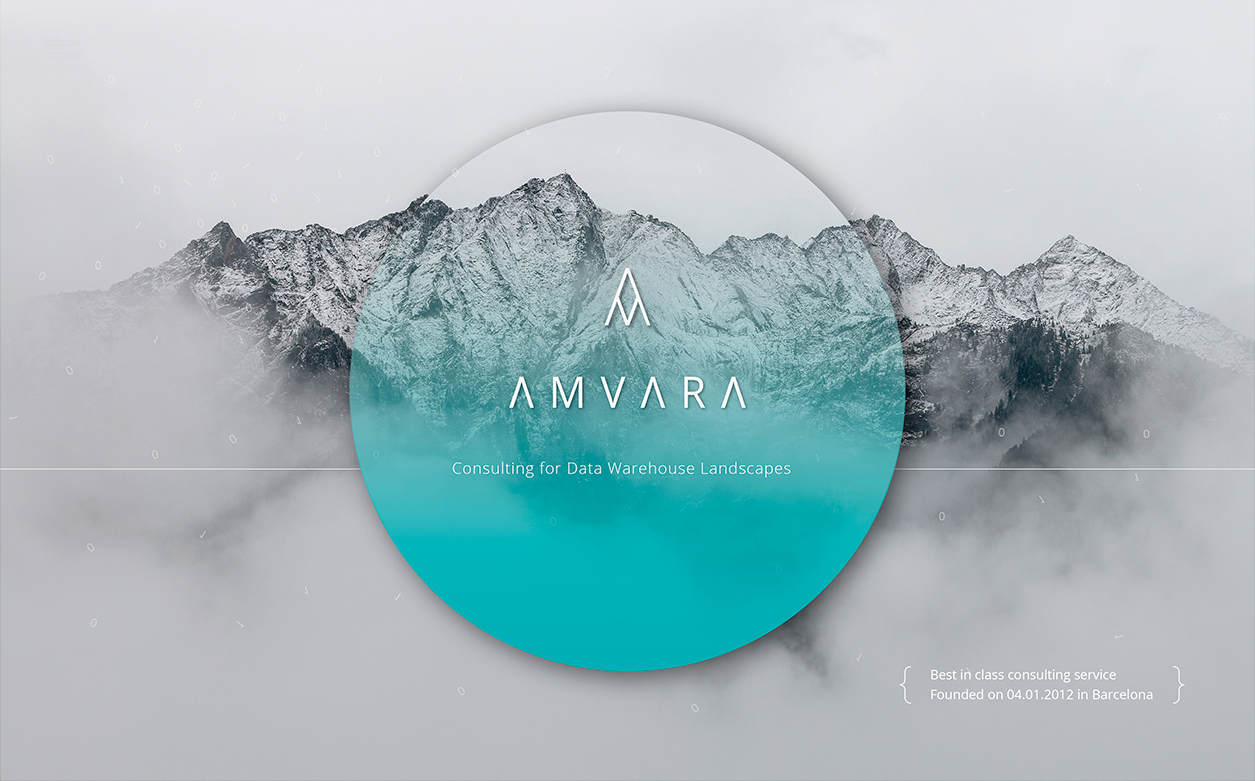 AMVARA
Consulting for Data Warehouse Landscapes
Best in class consulting service
Founded on 04.01.2012 in Barcelona